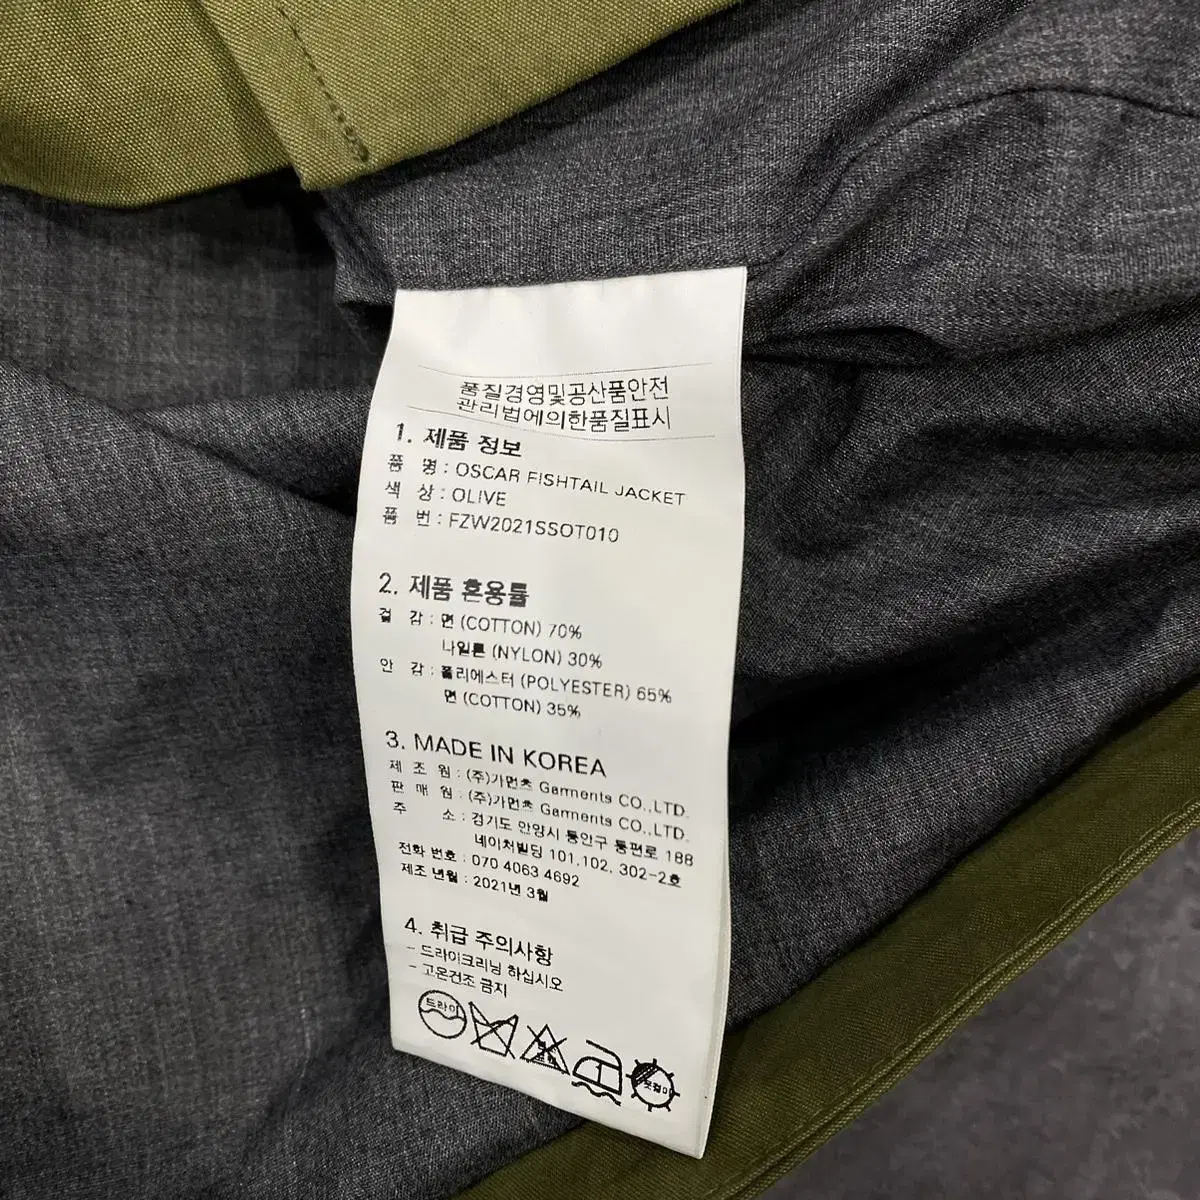 품질경영및공산품안전
관리법에의한품질표시
1. 제품 정보
품 명 : OSCAR FISHTAIL JACKET
색 상 : OLIVE
품 번 : FZW2021SSOT010
2. 제품 혼용률
겉 감 : 면 (COTTON) 70%
나일론 (NYLON) 30%
안 감 : 폴리에스터 (POLYESTER) 65%
면 (COTTON) 35%
3. MADE IN KOREA
제 조 원 : (주)가먼츠 Garments CO.,LTD.
판 매 원 : (주)가먼츠 Garments CO.,LTD.
주 소 : 경기도 안양시 동안구 동편로 188
네이처빌딩 101,102, 302-2호
전화 번호 : 070 4063 4692
제조 년월 : 2021년 3월
4. 취급 주의사항
- 드라이크리닝 하십시오
- 고온건조 금지
드라이
옷걸이